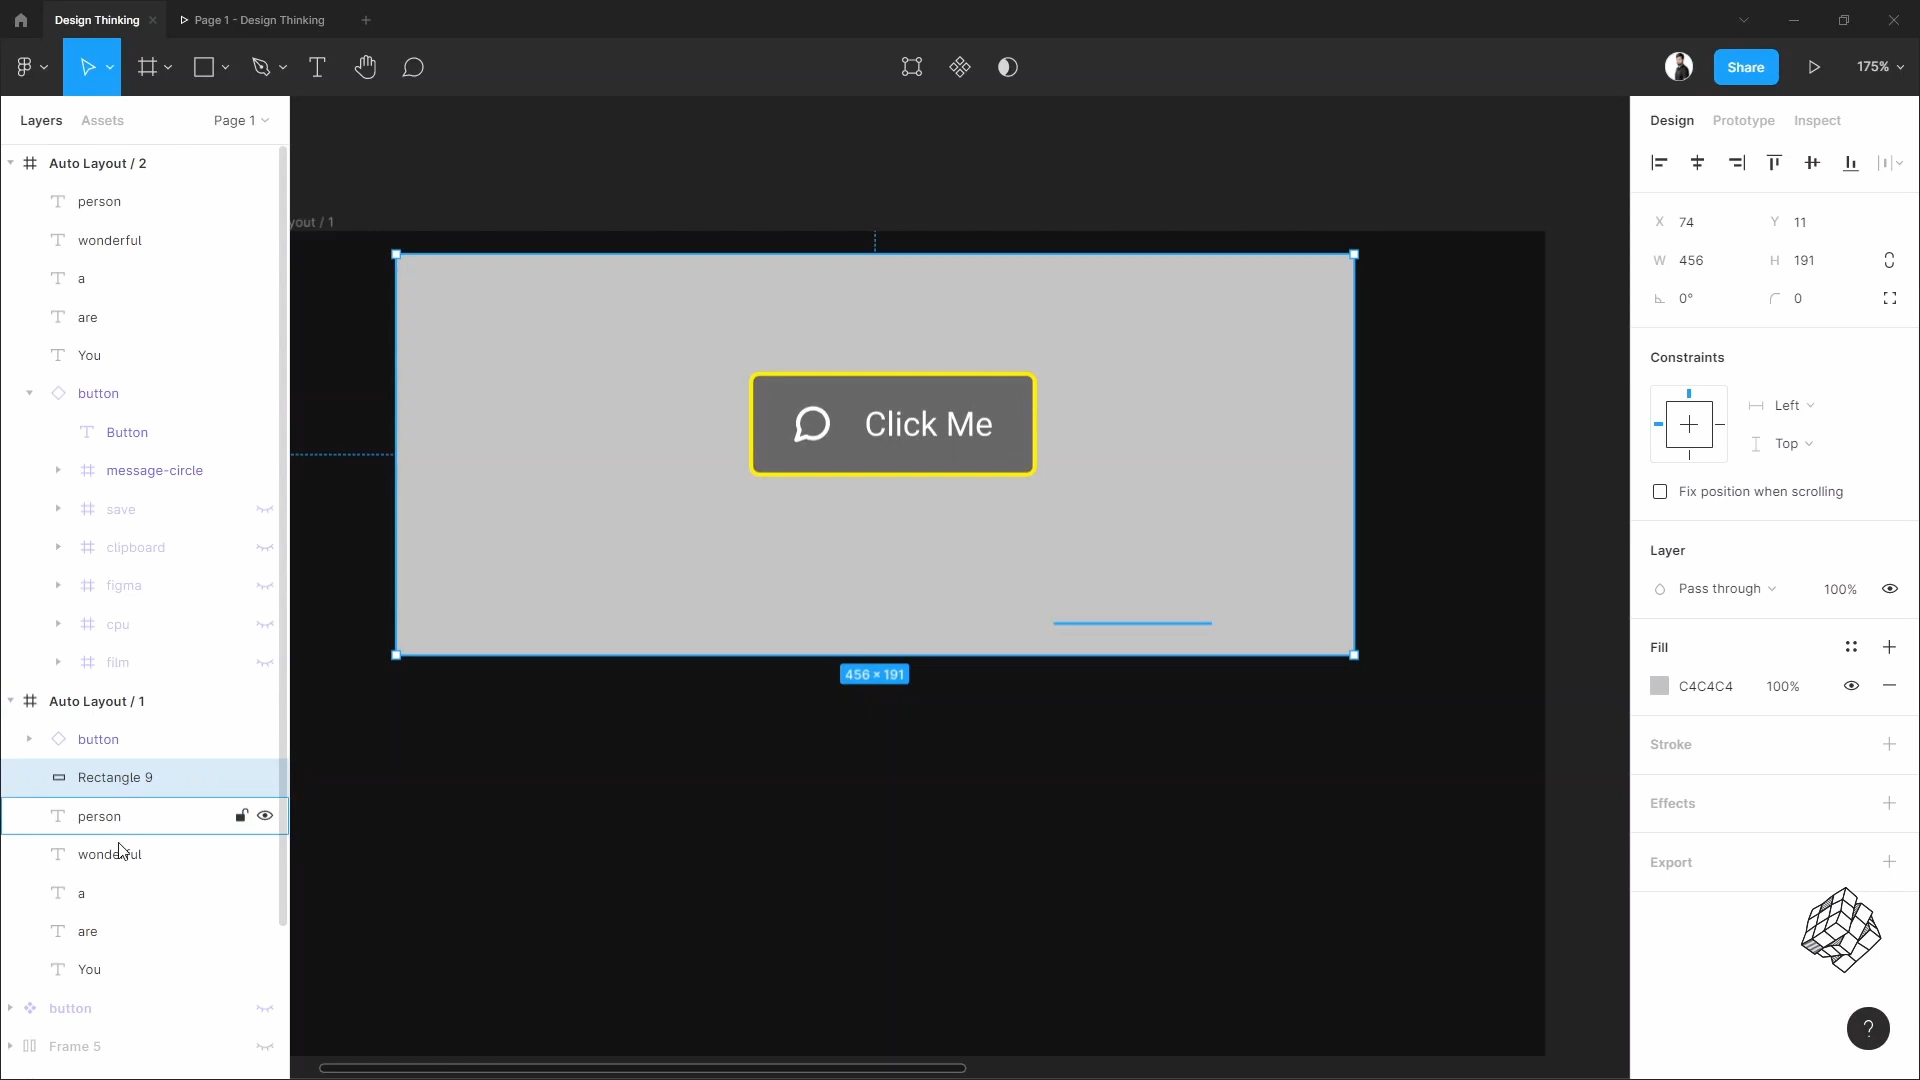 Design Thinking
Page 1 - Design Thinking
Share
175%
Layers
Assets
Page 1
Auto Layout / 2
person
wonderful
a
are
You
button
Button
message-circle
save
clipboard
figma
cpu
film
Auto Layout / 1
button
Rectangle 9
person
wonderful
a
are
You
button
Frame 5
yout / 1
Click Me
456 × 191
Design
Prototype
Inspect
X 74
Y 11
W 456
H 191
0°
0
Constraints
Left
Top
Fix position when scrolling
Layer
Pass through
100%
Fill
C4C4C4
100%
Stroke
Effects
Export
?